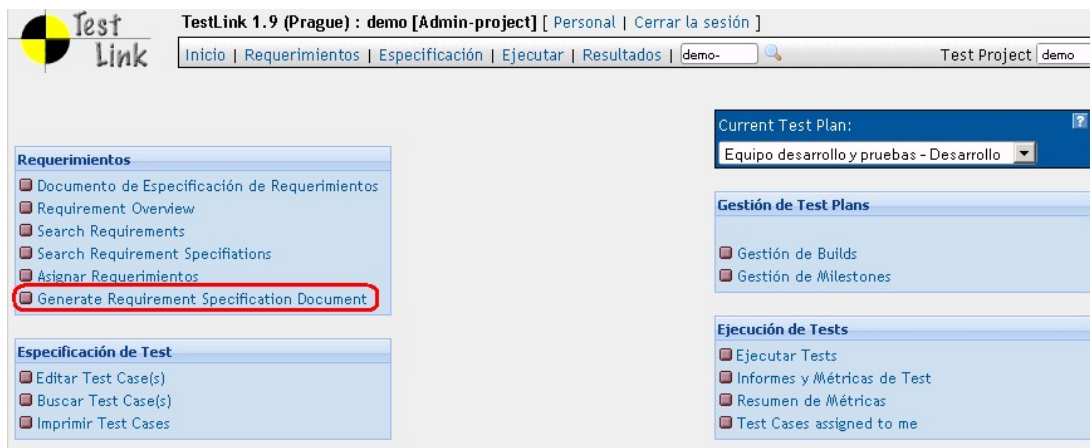 Test
Link
TestLink 1.9 (Prague) : demo [Admin-project] [ Personal | Cerrar la sesión ]
Inicio | Requerimientos | Especificación | Ejecutar | Resultados | demo-
Test Project demo
Current Test Plan:
?
Equipo desarrollo y pruebas - Desarrollo
Requerimientos
Documento de Especificación de Requerimientos
Requirement Overview
Search Requirements
Search Requirement Specifiations
Asignar Requerimientos
Generate Requirement Specification Document
Gestión de Test Plans
Gestión de Builds
Gestión de Milestones
Especificación de Test
Editar Test Case(s)
Buscar Test Case(s)
Imprimir Test Cases
Ejecución de Tests
Ejecutar Tests
Informes y Métricas de Test
Resumen de Métricas
Test Cases assigned to me